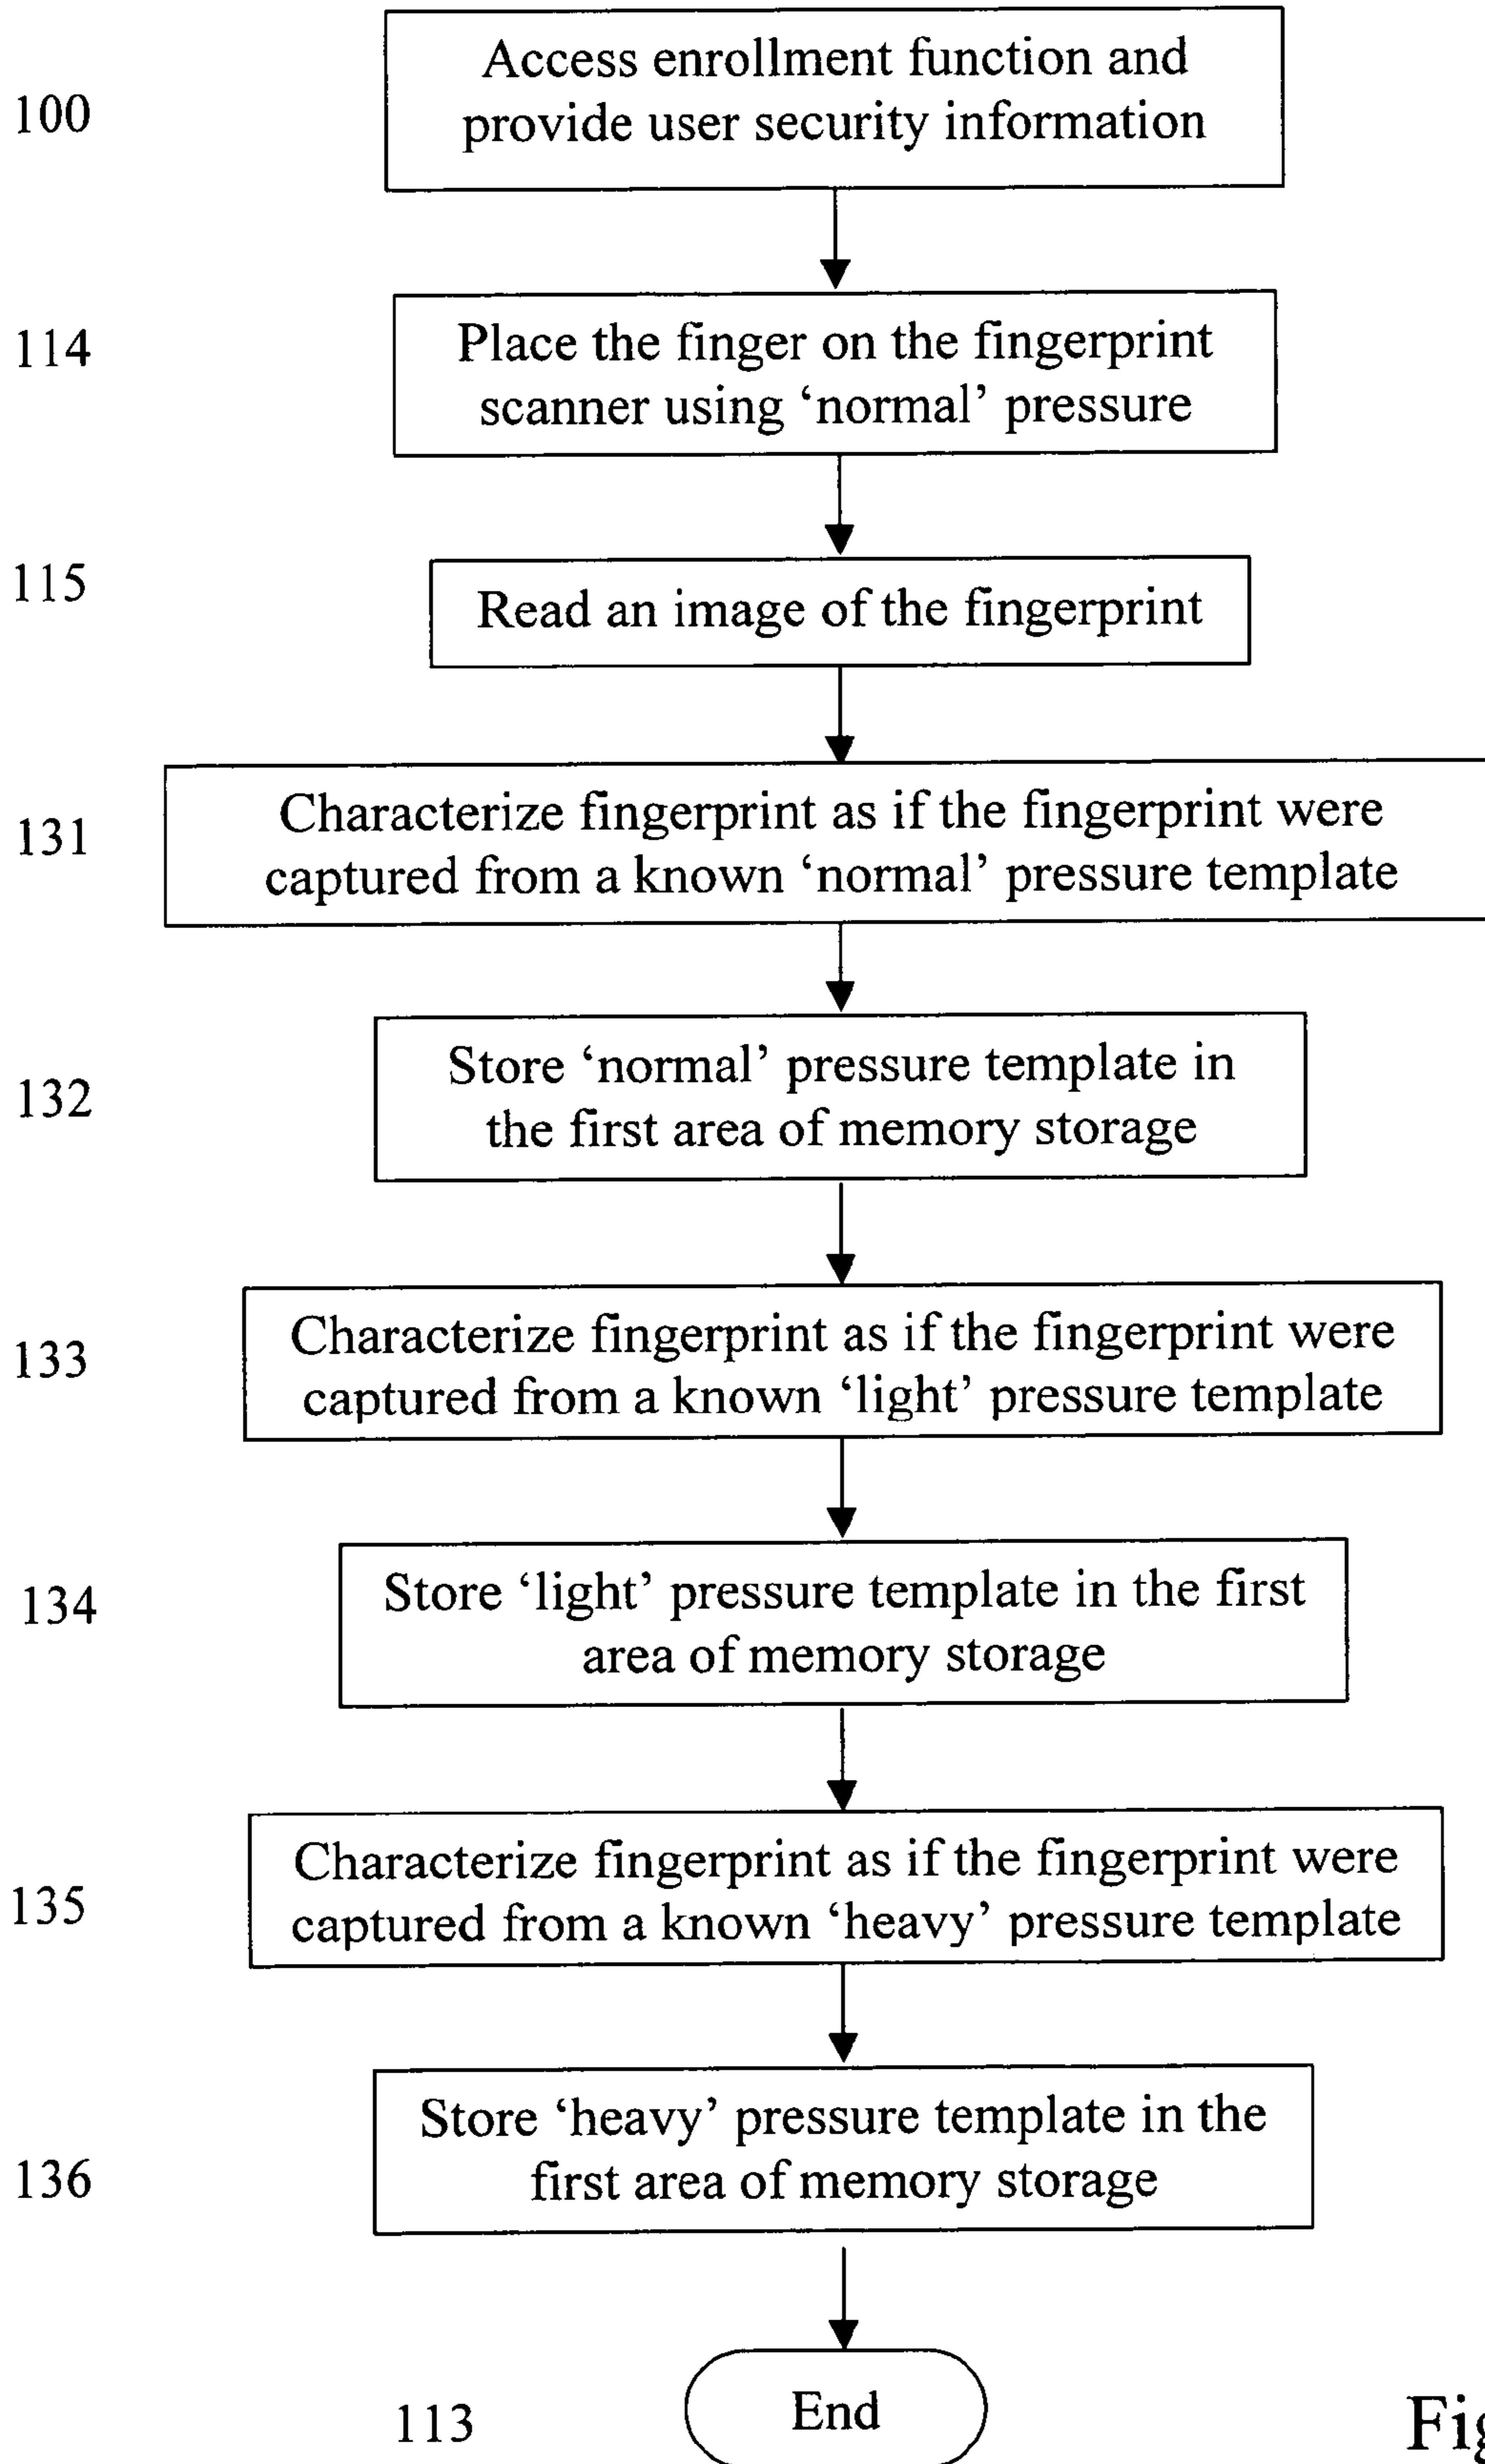 100
Access enrollment function and
provide user security information
114
Place the finger on the fingerprint
scanner using ‘normal’ pressure
115
Read an image of the fingerprint
131
Characterize fingerprint as if the fingerprint were
captured from a known ‘normal’ pressure template
132
Store ‘normal’ pressure template in
the first area of memory storage
133
Characterize fingerprint as if the fingerprint were
captured from a known ‘light’ pressure template
134
Store ‘light’ pressure template in the first
area of memory storage
135
Characterize fingerprint as if the fingerprint were
captured from a known ‘heavy’ pressure template
136
Store ‘heavy’ pressure template in the
first area of memory storage
113
End